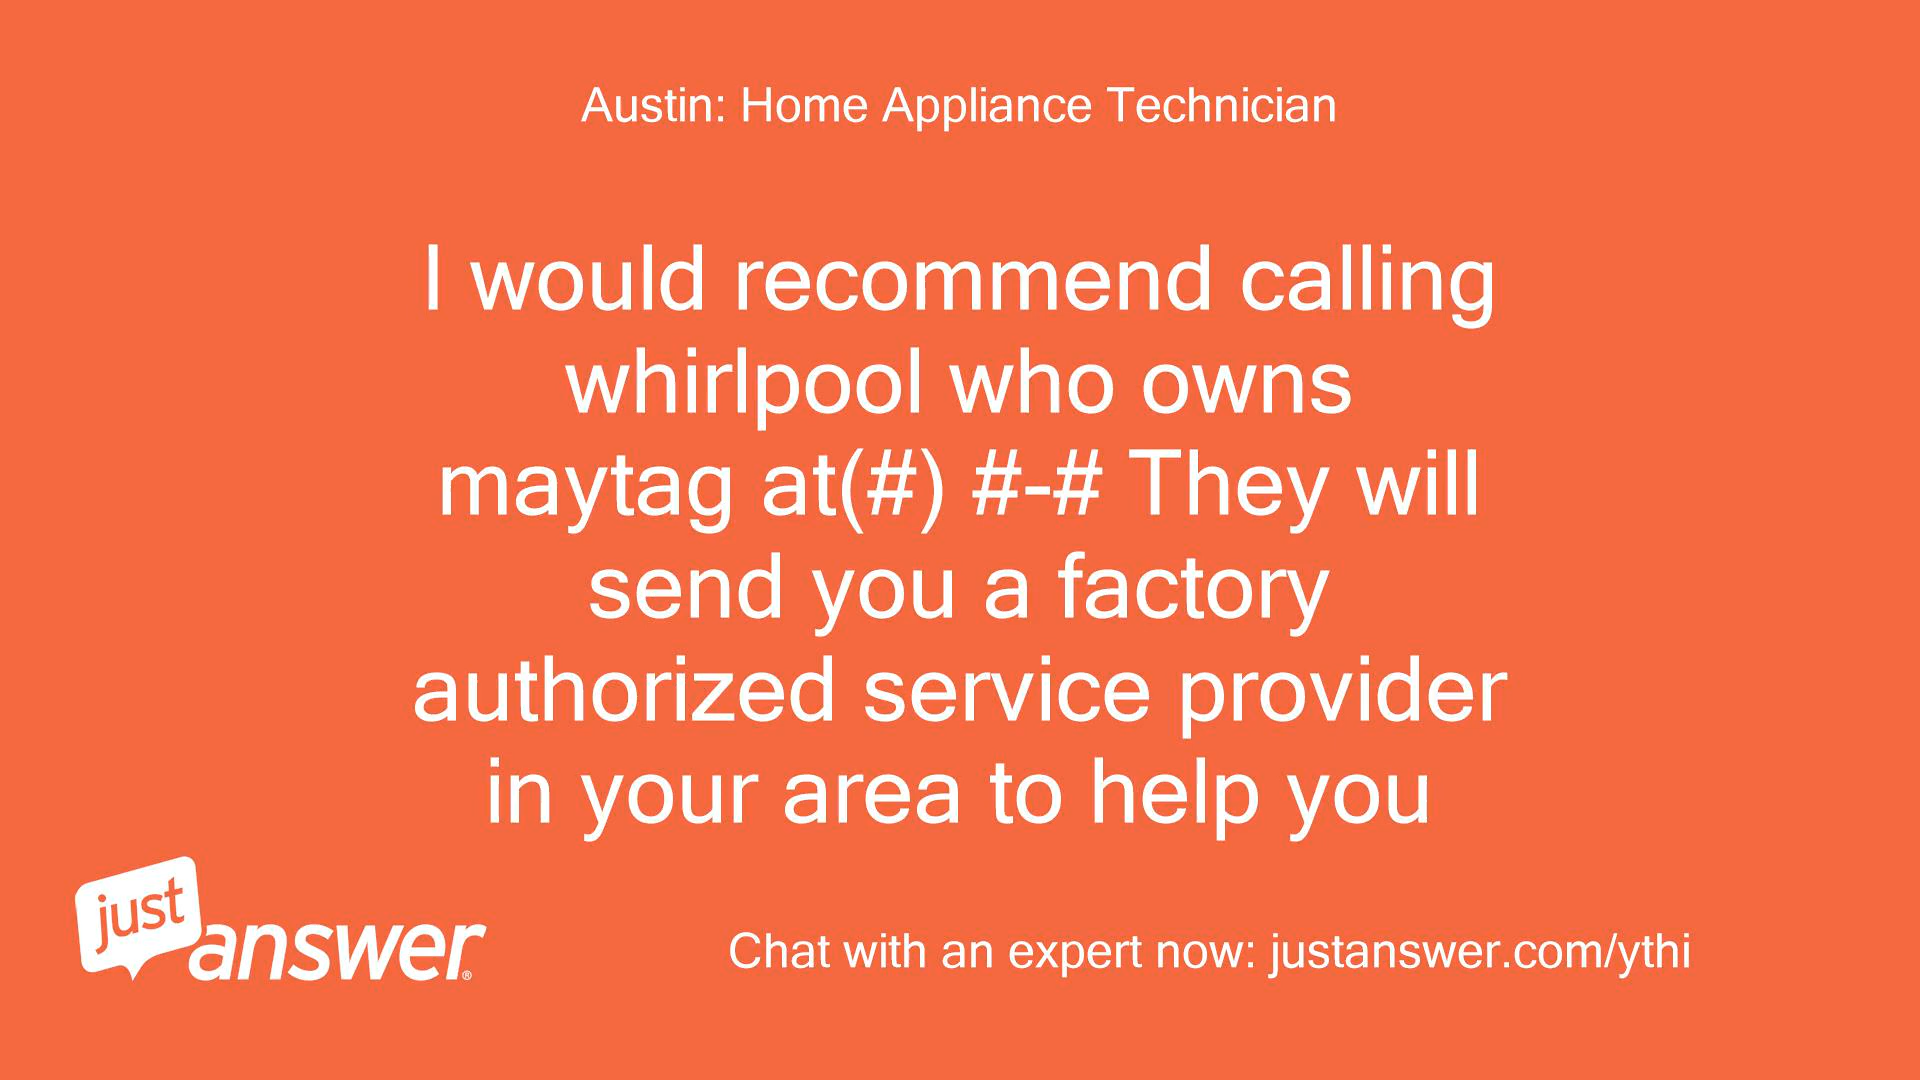 Austin: Home Appliance Technician
I would recommend calling
whirlpool who owns
maytag at(#) #-# They will
send you a factory
authorized service provider
in your area to help you
just
answer®
Chat with an expert now: justanswer.com/ythi